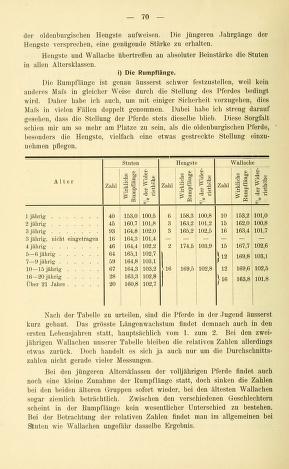 — 70 —
der oldenburgischen Hengste aufweisen. Die jüngeren Jahrgänge der
Hengste versprechen, eine genügende Stärke zu erhalten.
Hengste und Wallache übertreffen an absoluter Beinstärke die Stuten
in allen Altersklassen.
i) Die Rumpflänge.
Die Rumpflänge ist genau äusserst schwer festzustellen, weil kein
anderes Maß in gleicher Weise durch die Stellung des Pferdes bedingt
wird. Daher habe ich auch, um mit einiger Sicherheit vorzugehen, dies
Maß in vielen Fällen doppelt genommen. Dabei habe ich streng darauf
gesehen, dass die Stellung der Pferde stets dieselbe blieb. Diese Sorgfalt
schien mir um so mehr am Platze zu sein, als die oldenburgischen Pferde,
besonders die Hengste, vielfach eine etwas gestreckte Stellung einzu-
nehmen pflegen.
Alter Stuten Hengste Wallache
Zahl Wirkliche Rumpflänge % der Wider- risthöhe Zahl Wirkliche Rumpflänge % der Wider- risthöhe Zahl Wirkliche Rumpflänge % der Wider- risthöhe
1 jährig 40 153,0 100,5 6 158,3 100,8 10 153,2 101,0
2 jährig 45 160,7 101,8 3 163,2 101,2 15 162,0 100,8
3 jährig 93 164,8 102,0 3 165,2 102,5 16 163,4 101,7
3 jährig, nicht eingetragen 16 164,3 101,4 — — — — — —
4 jährig 46 166,4 102,2 2 174,5 103,9 15 167,7 102,6
5—6 jährig 64 165,1 102,7
7—9 jährig 59 164,8 103,1 12 169,8 103,1
10—15 jährig 67 164,3 103,2 16 169,5 102,8 12 169,6 102,5
16—20 jährig 28 163,3 102,8
Über 21 Jahre 20 160,8 102,7 16 163,8 101,8
Nach der Tabelle zu urteilen, sind die Pferde in der Jugend äusserst
kurz gebaut. Das grösste Längenwachstum findet demnach auch in den
ersten Lebensjahren statt, hauptsächlich vom 1. zum 2. Bei den zwei-
jährigen Wallachen unserer Tabelle bleiben die relativen Zahlen allerdings
etwas zurück. Doch handelt es sich ja auch nur um die Durchschnitts-
zahlen nicht gerade vieler Messungen.
Bei den jüngeren Altersklassen der volljährigen Pferde findet auch
noch eine kleine Zunahme der Rumpflänge statt, doch sinken die Zahlen
bei den beiden älteren Gruppen sofort wieder, bei den ältesten Wallachen
sogar ziemlich beträchtlich. Zwischen den verschiedenen Geschlechtern
scheint in der Rumpflänge kein wesentlicher Unterschied zu bestehen.
Bei der Betrachtung der relativen Zahlen findet man im allgemeinen bei
Stuten wie Wallachen ungefähr dasselbe Ergebnis.